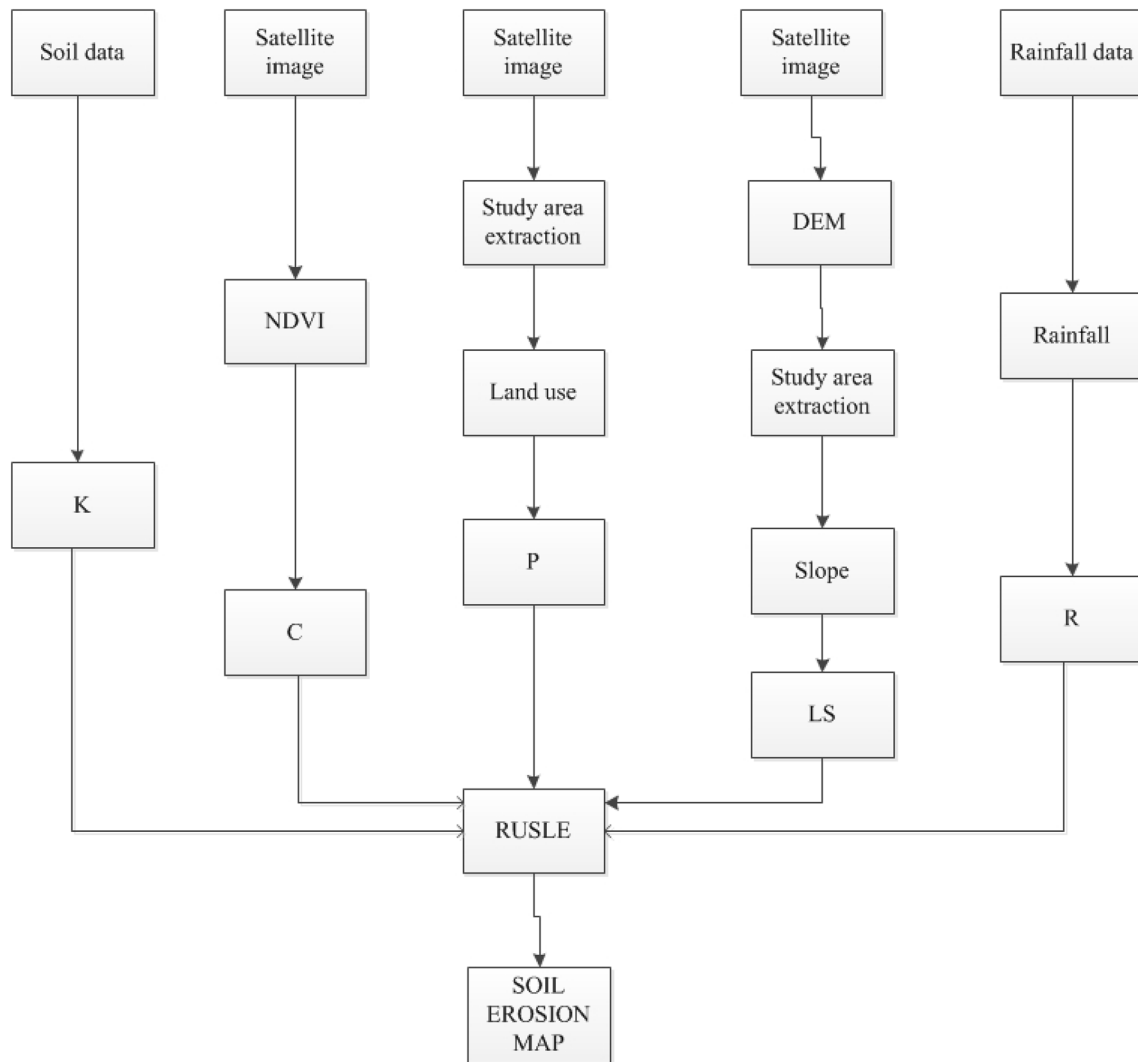 Soil data
Satellite
image
Satellite
image
Satellite
image
Rainfall data
Study area
extraction
DEM
NDVI
Rainfall
Land use
Study area
extraction
K
P
Slope
C
R
LS
RUSLE
SOIL
EROSION
MAP